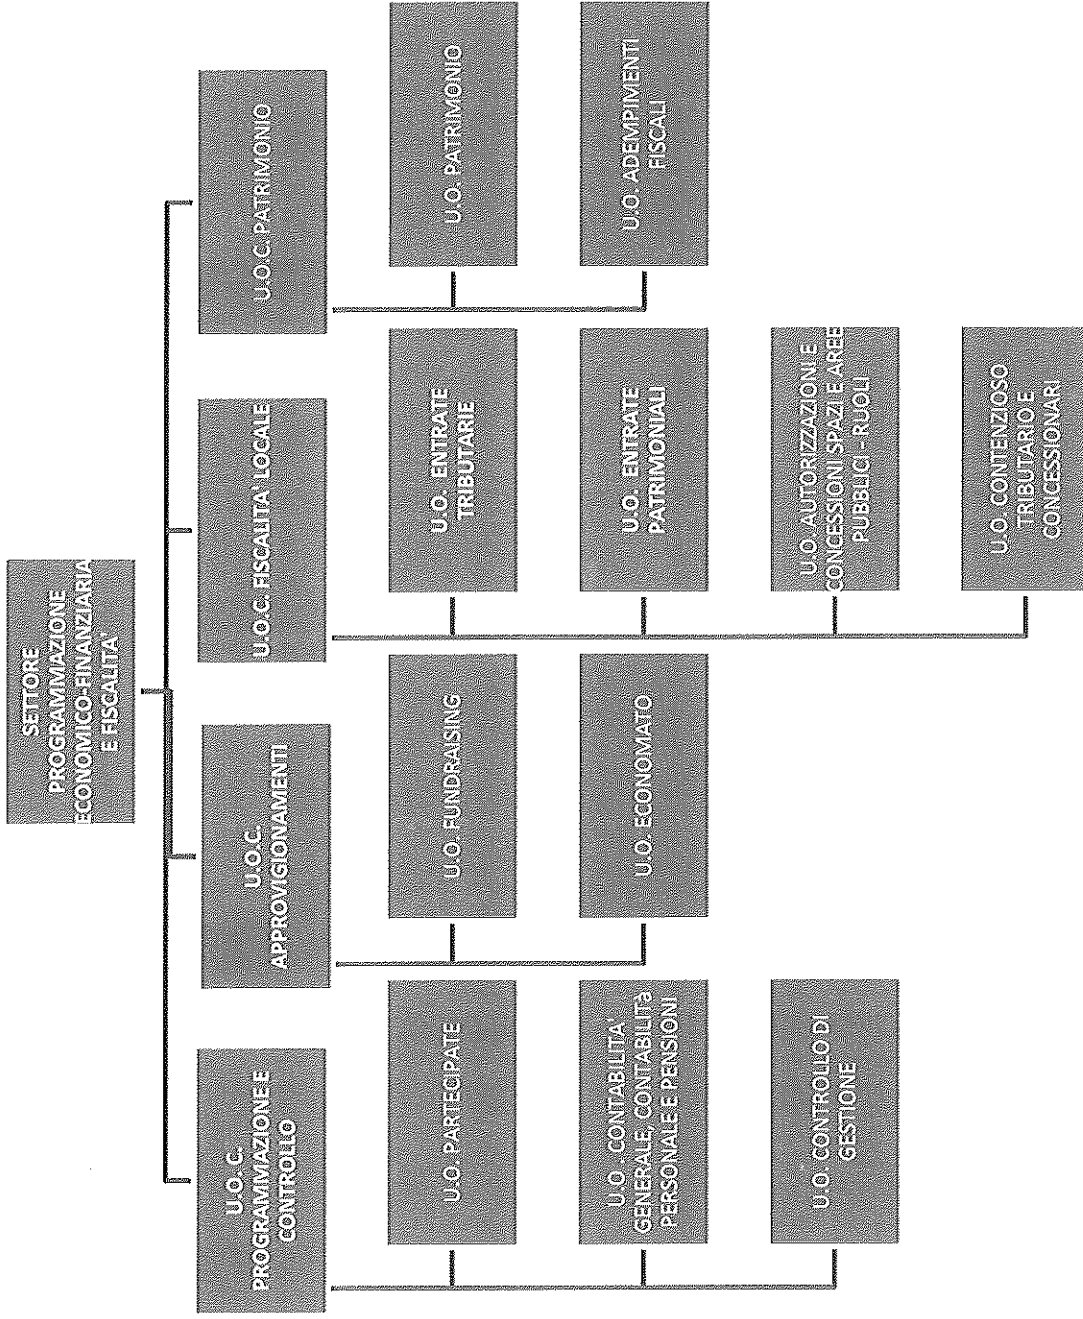 SETTORE
PROGRAMMAZIONE
ECONOMICO-FINANZIARIA
E FISCALITA'
U.O. C.
PROGRAMMAZIONE E
CONTROLLO
U.O. PARTECIPATE
U.O . CONTABILITA'
GENERALE, CONTABILITà
PERSONALE E PENSIONI
U.O. CONTROLLO DI
GESTIONE
U.O.C.
APPROVIGIONAMENTI
U.O. FUNDRAISING
U.O. ECONOMATO
U.O.C. FISCALITA' LOCALE
U.O. ENTRATE
TRIBUTARIE
U.O. ENTRATE
PATRIMONIALI
U.O. AUTORIZZAZIONI E
CONCESSIONI SPAZI E AREE
PUBBLICI - RUOLI
U.O. CONTENZIOSO
TRIBUTARIO E
CONCESSIONARI
U.O.C. PATRIMONIO
U.O. PATRIMONIO
U.O. ADEMPIMENTI
FISCALI